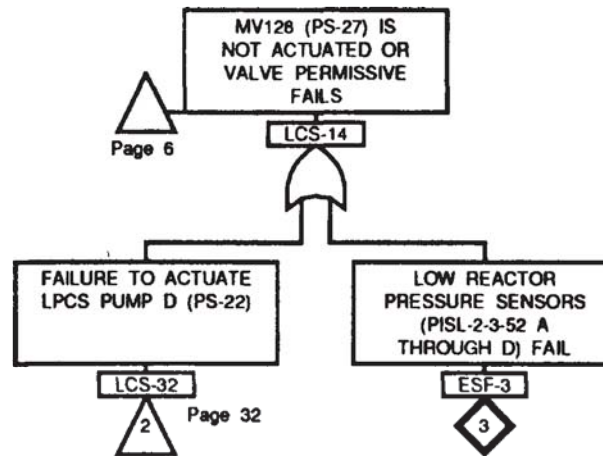 MV126 (PS-27) IS
NOT ACTUATED OR
VALVE PERMISSIVE
FAILS
LCS-14
Page 6
FAILURE TO ACTUATE
LPCS PUMP D (PS-22)
LCS-32
2
Page 32
LOW REACTOR
PRESSURE SENSORS
(PISL-2-3-52 A
THROUGH D) FAIL
ESF-3
3